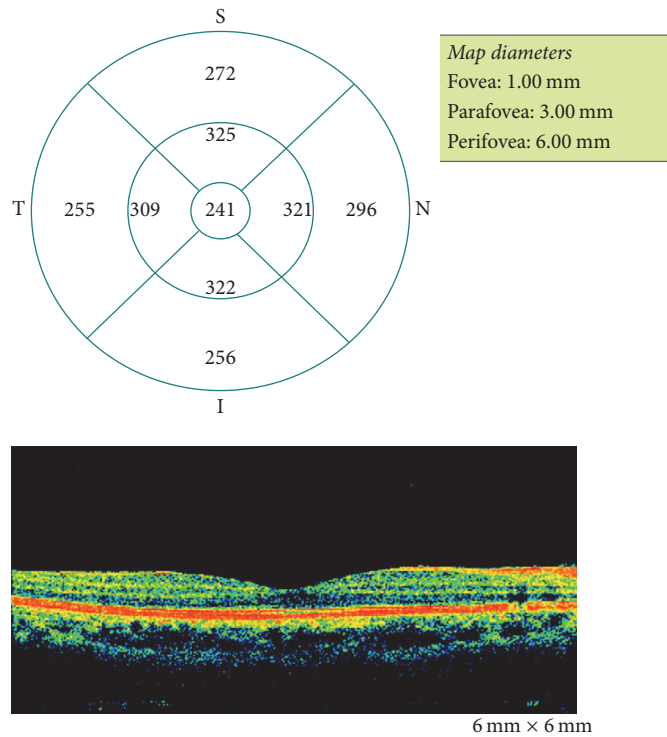 S
272
325
T 255 309 241 321 296 N
322
256
I
Map diameters
Fovea: 1.00 mm
Parafovea: 3.00 mm
Perifovea: 6.00 mm
6 mm × 6 mm